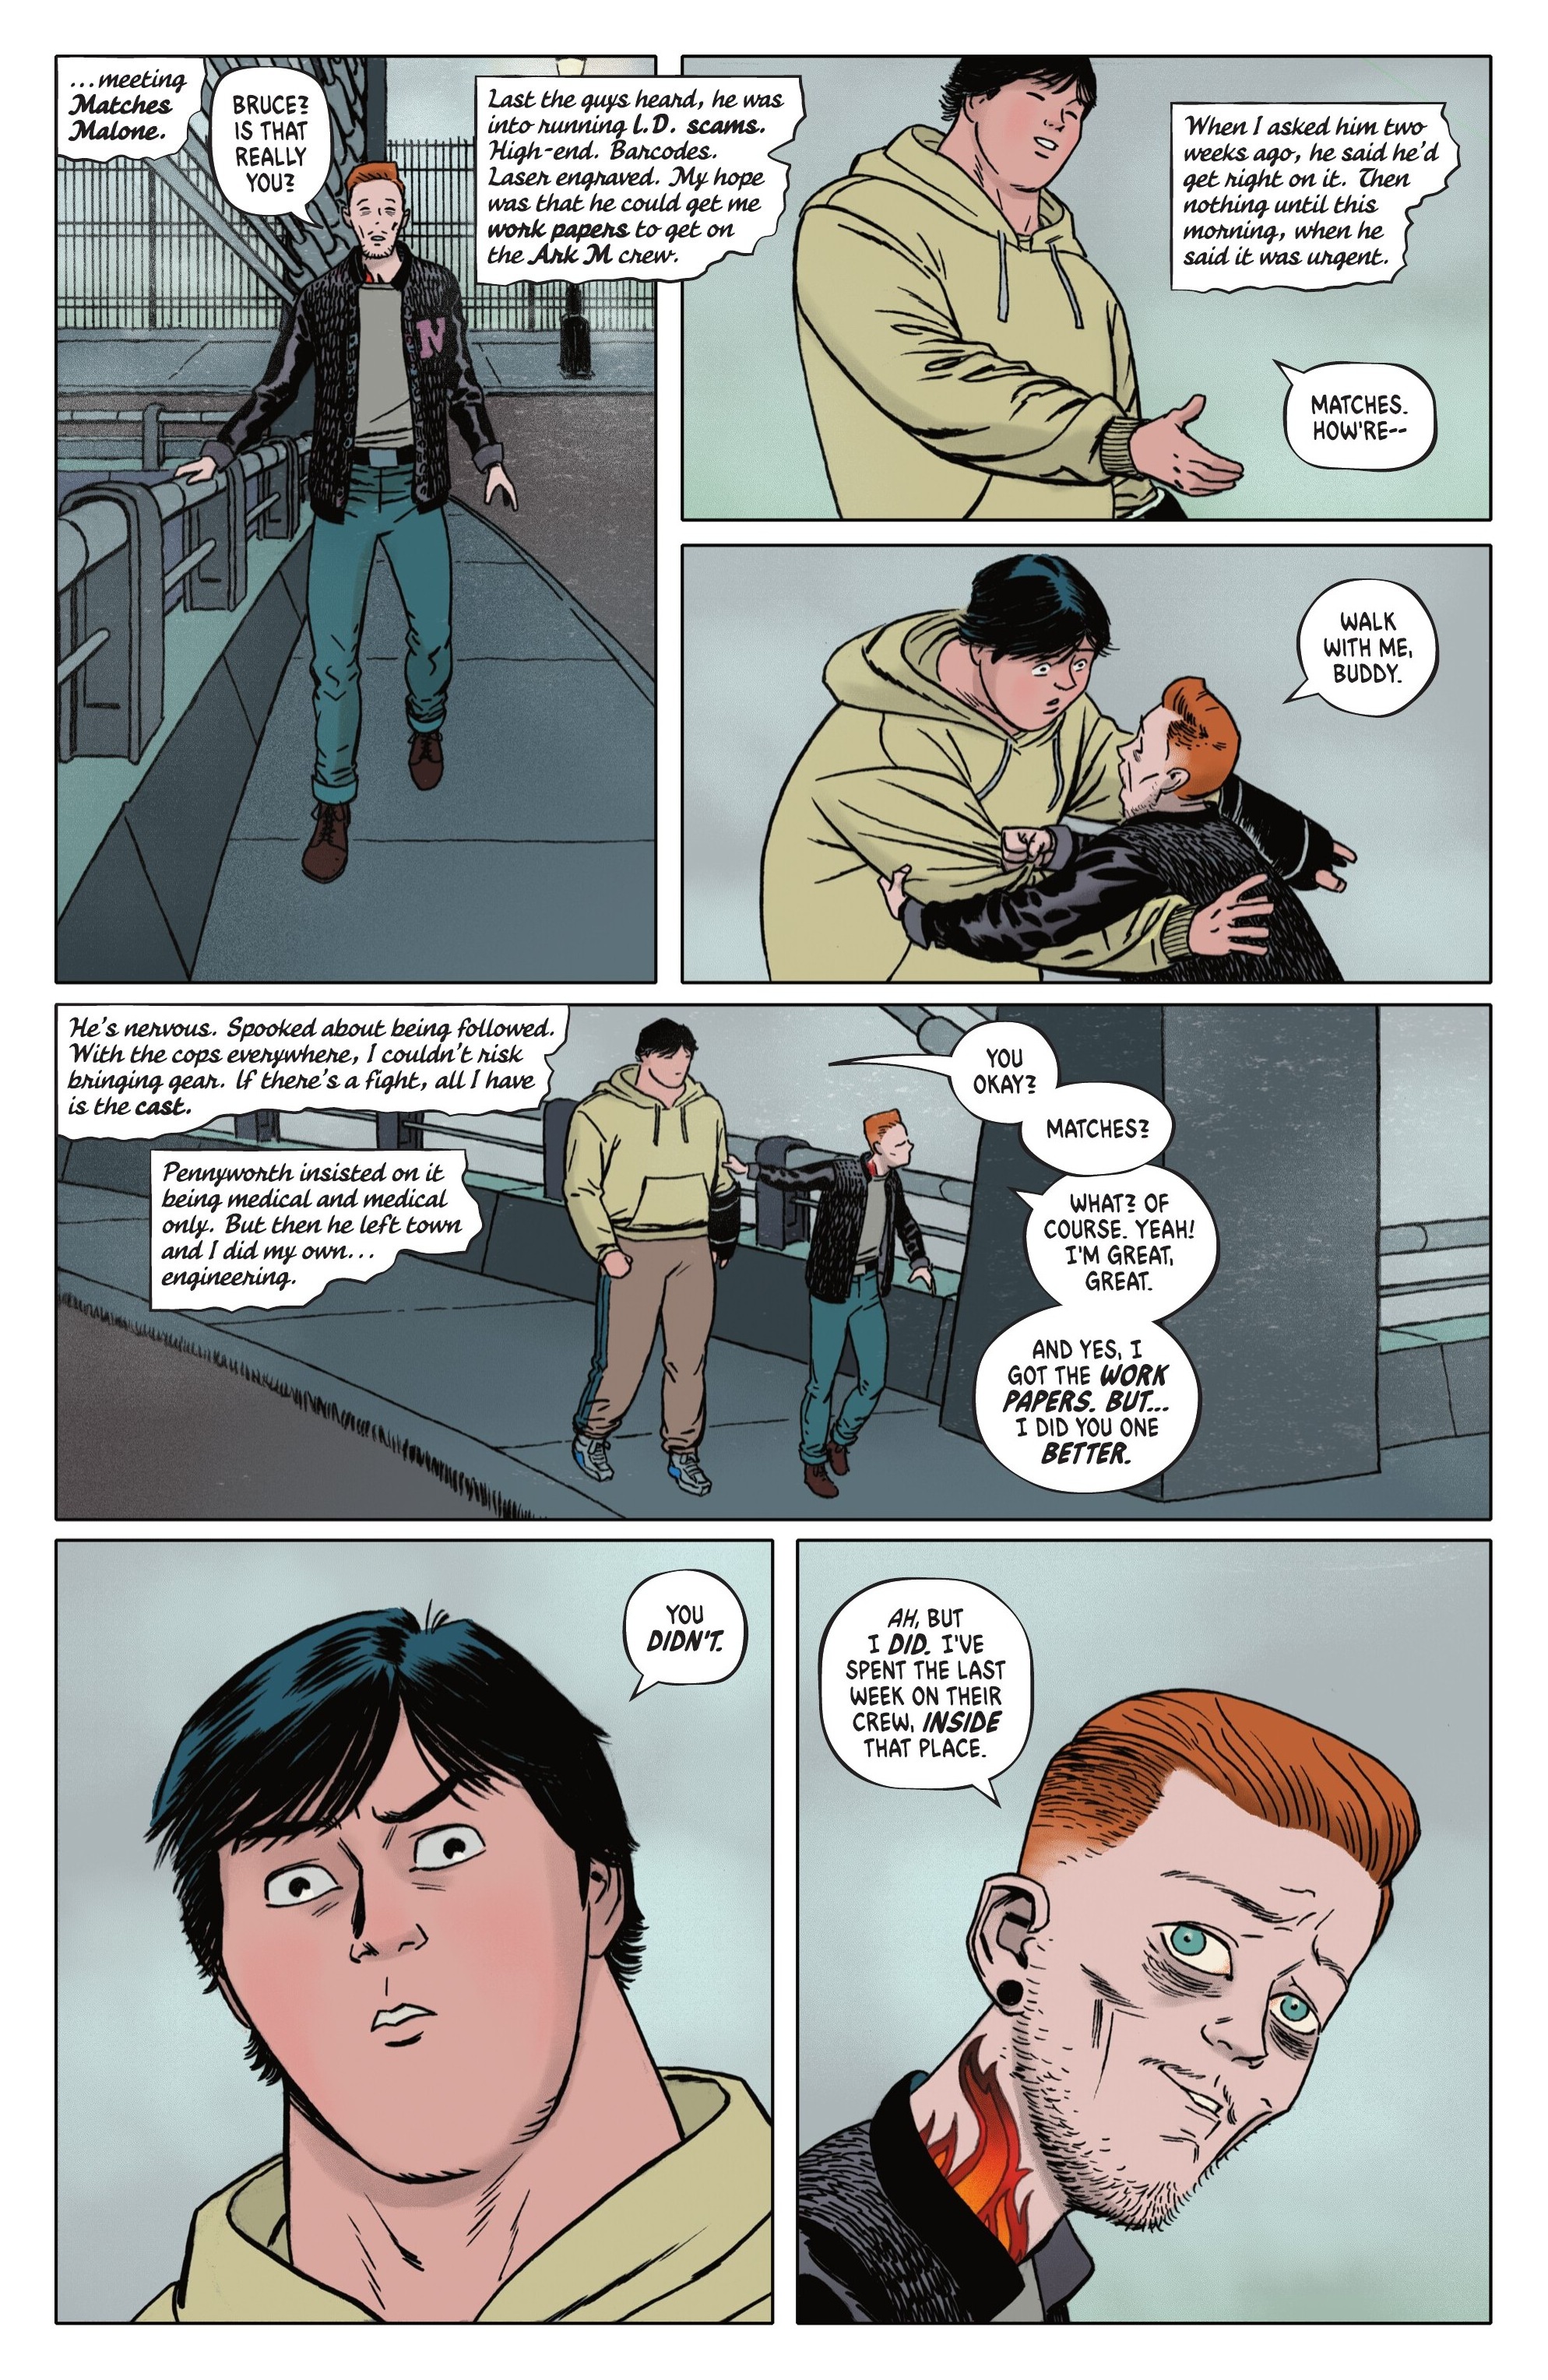 ...meeting
Matches
Malone.
BRUCE?
IS THAT
REALLY
YOU?
N
Last the guys heard, he was
into running I.D. scams.
High-end. Barcodes.
Laser engraved. My hope
was that he could get me
work papers to get on
the Ark M crew.
When I asked him two
weeks ago, he said he'd
get right on it. Then
nothing until this
morning, when he
said it was urgent.
MATCHES.
HOW'RE--
WALK
WITH ME,
BUDDY.
He's nervous. Spooked about being followed.
With the cops everywhere, I couldn't risk
bringing gear. If there's a fight, all I have
is the cast.
Pennyworth insisted on it
being medical and medical
only. But then he left town
and I did my own...
engineering.
YOU
OKAY?
MATCHES?
WHAT? OF
COURSE. YEAH!
I'M GREAT,
GREAT.
AND YES, I
GOT THE WORK
PAPERS. BUT...
I DID YOU ONE
BETTER.
YOU
DIDN'T.
AH, BUT
I DID. I'VE
SPENT THE LAST
WEEK ON THEIR
CREW, INSIDE
THAT PLACE.